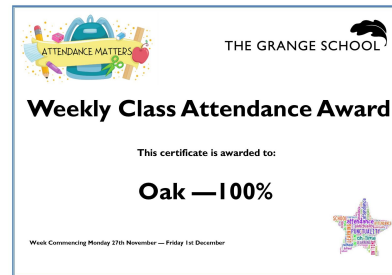 ATTENDANCE MATTERS
THE GRANGE SCHOOL
Weekly Class Attendance Award
This certificate is awarded to:
Oak —100%
Week Commencing Monday 27th November — Friday 1st December
attendance
PUNCTUALITY